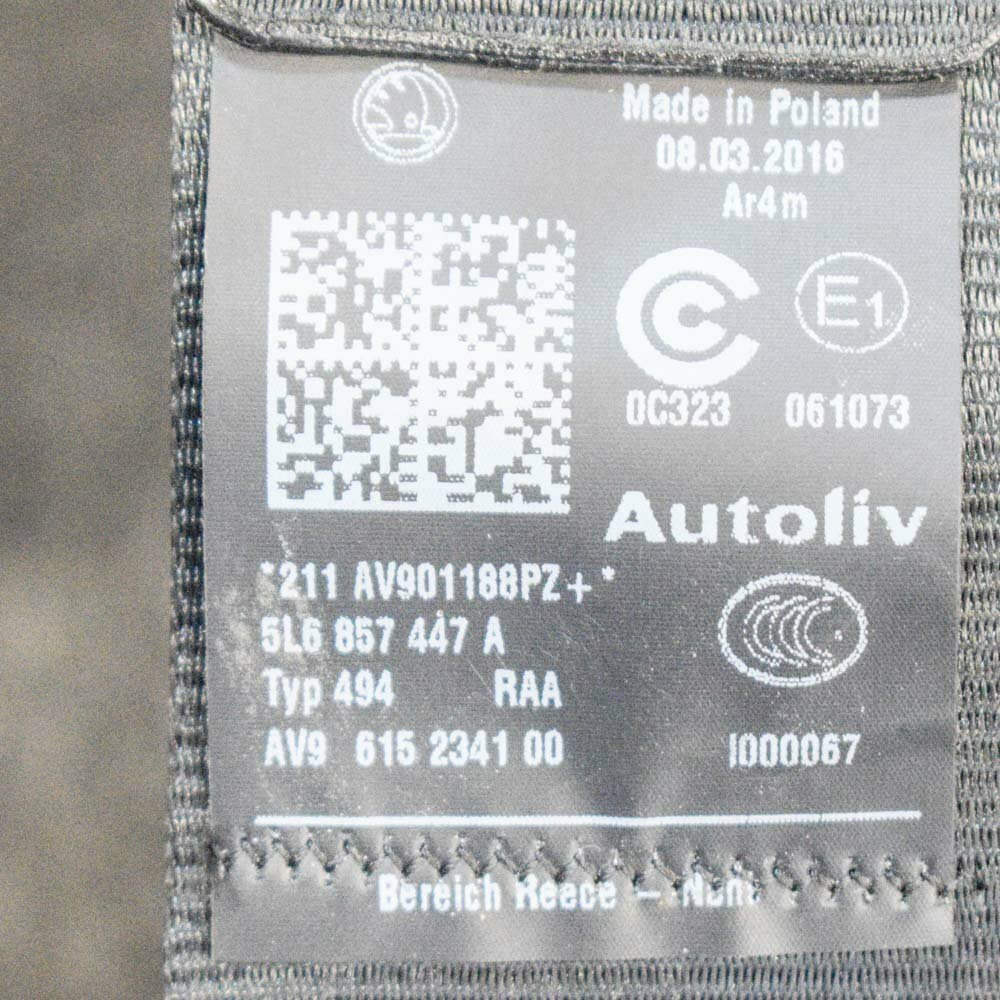 Made in Poland
08.03.2016
Ar4m
C
E1
0C323
061073
Autoliv
*211 AV901188PZ+*
5L6 857 447 A
Typ 494 RAA
AV9 615 2341 00
I000067
Bereich